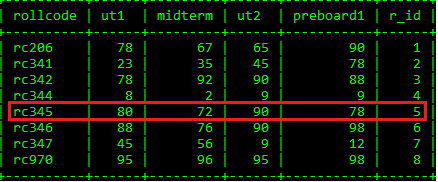 | rollcode | ut1 | midterm | ut2 | preboard1 | r_id |
| rc206 | 78 | 67 | 65 | 90 | 1 |
| rc341 | 23 | 35 | 45 | 78 | 2 |
| rc342 | 78 | 92 | 90 | 88 | 3 |
| rc344 | 8 | 2 | 9 | 9 | 4 |
| rc345 | 80 | 72 | 90 | 78 | 5 |
| rc346 | 88 | 76 | 90 | 98 | 6 |
| rc347 | 45 | 56 | 9 | 12 | 7 |
| rc970 | 95 | 96 | 95 | 98 | 8 |